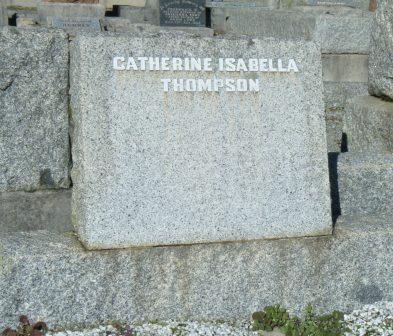 CATHERINE ISABELLA
THOMPSON